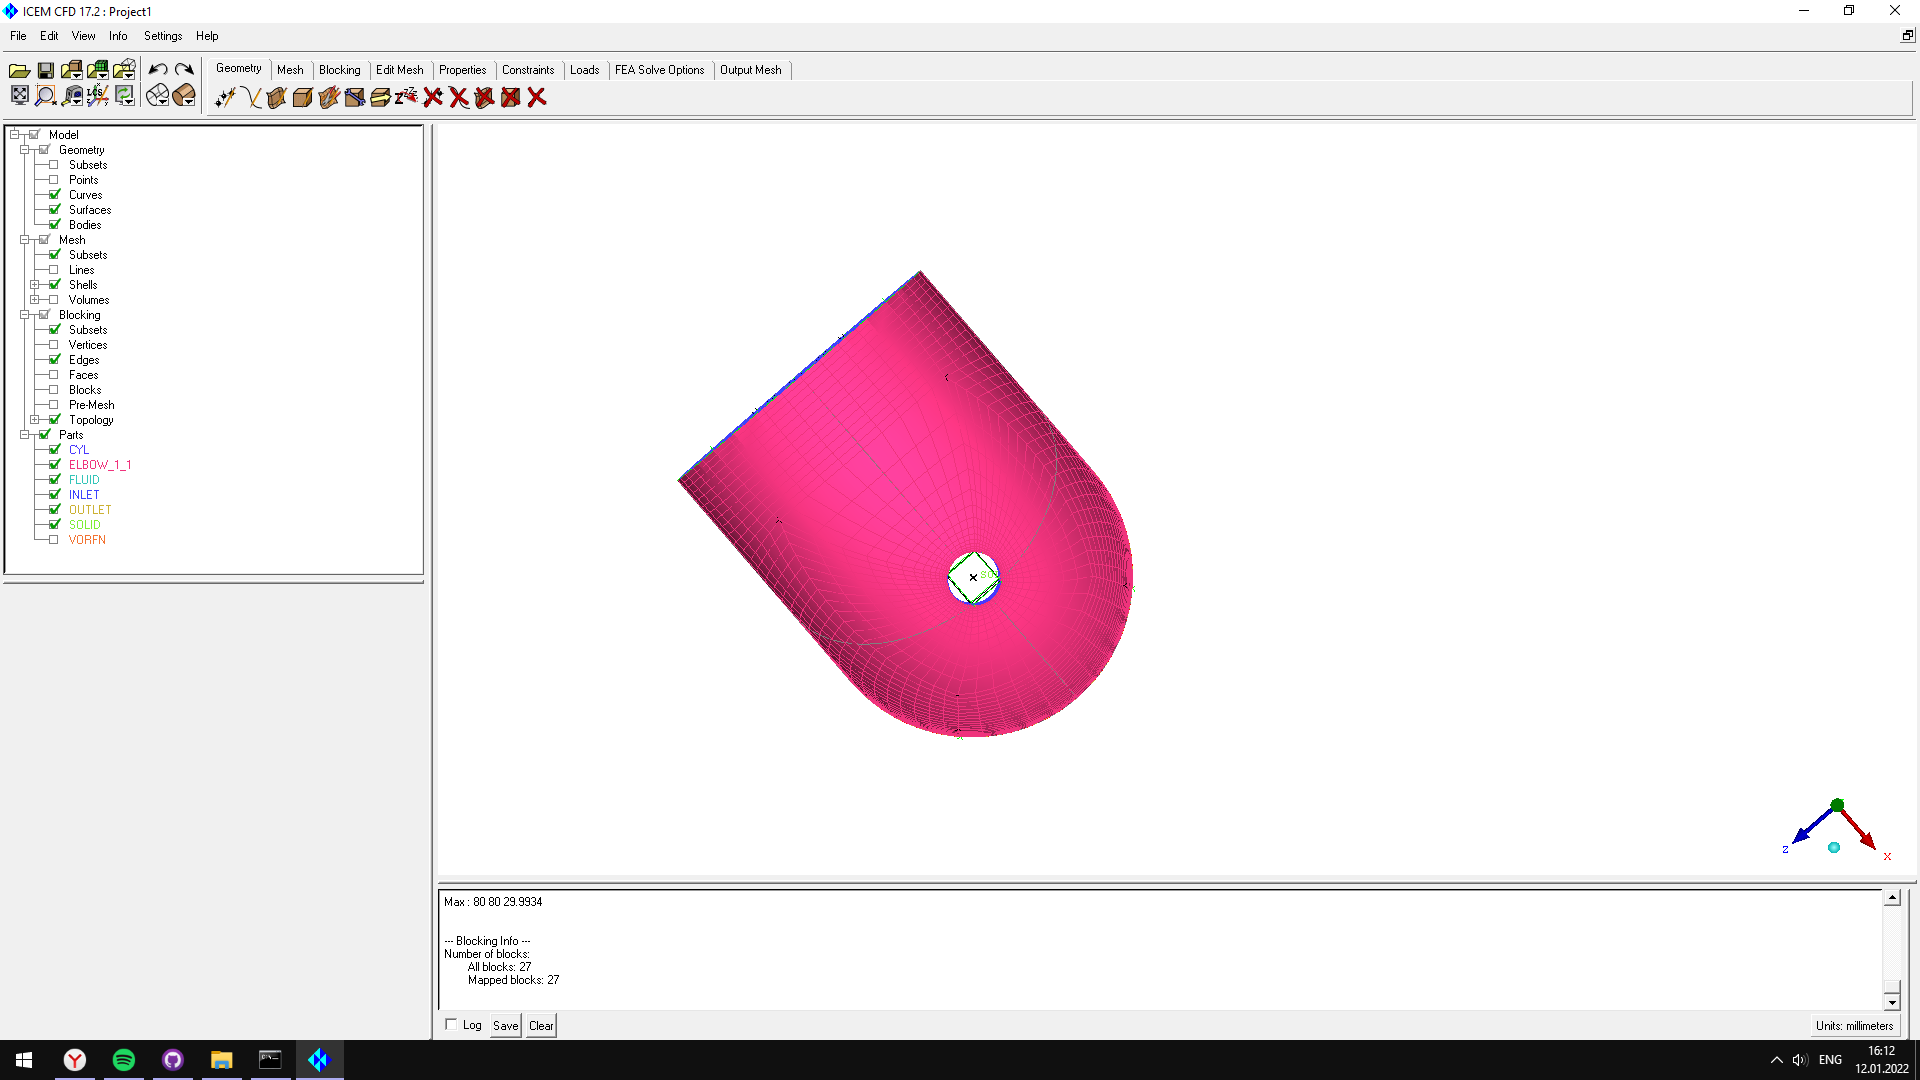 ICEM CFD 17.2 : Project1
File Edit View Info Settings Help
Geometry Mesh Blocking Edit Mesh Properties Constraints Loads FEA Solve Options Output Mesh
LCS
Model
Geometry
Subsets
Points
Curves
Surfaces
Bodies
Mesh
Subsets
Lines
Shells
Volumes
Blocking
Subsets
Vertices
Edges
Faces
Blocks
Pre-Mesh
Topology
Parts
CYL
ELBOW_1_1
FLUID
INLET
OUTLET
SOLID
VORFN
z
x
Max : 80 80 29.9934
--- Blocking Info ---
Number of blocks:
All blocks: 27
Mapped blocks: 27
Log Save Clear
Units: millimeters
ENG
16:12
12.01.2022